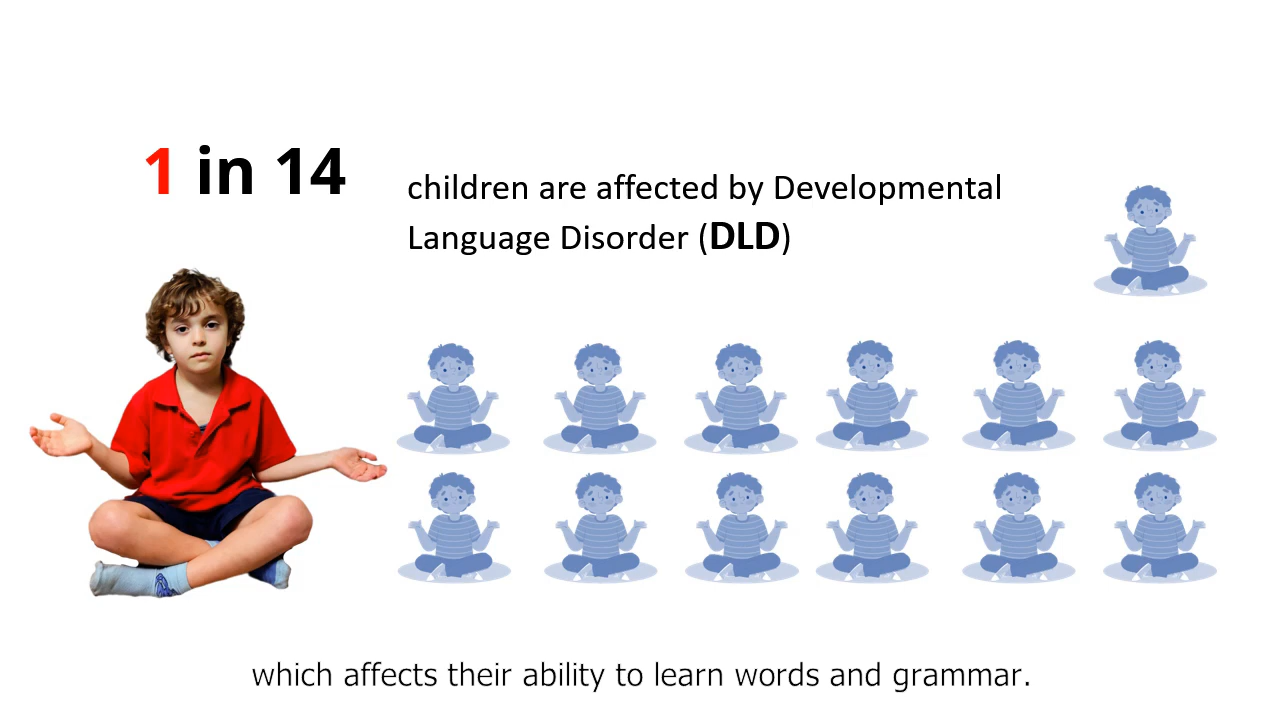 1 in 14
children are affected by Developmental
Language Disorder (DLD)
which affects their ability to learn words and grammar.